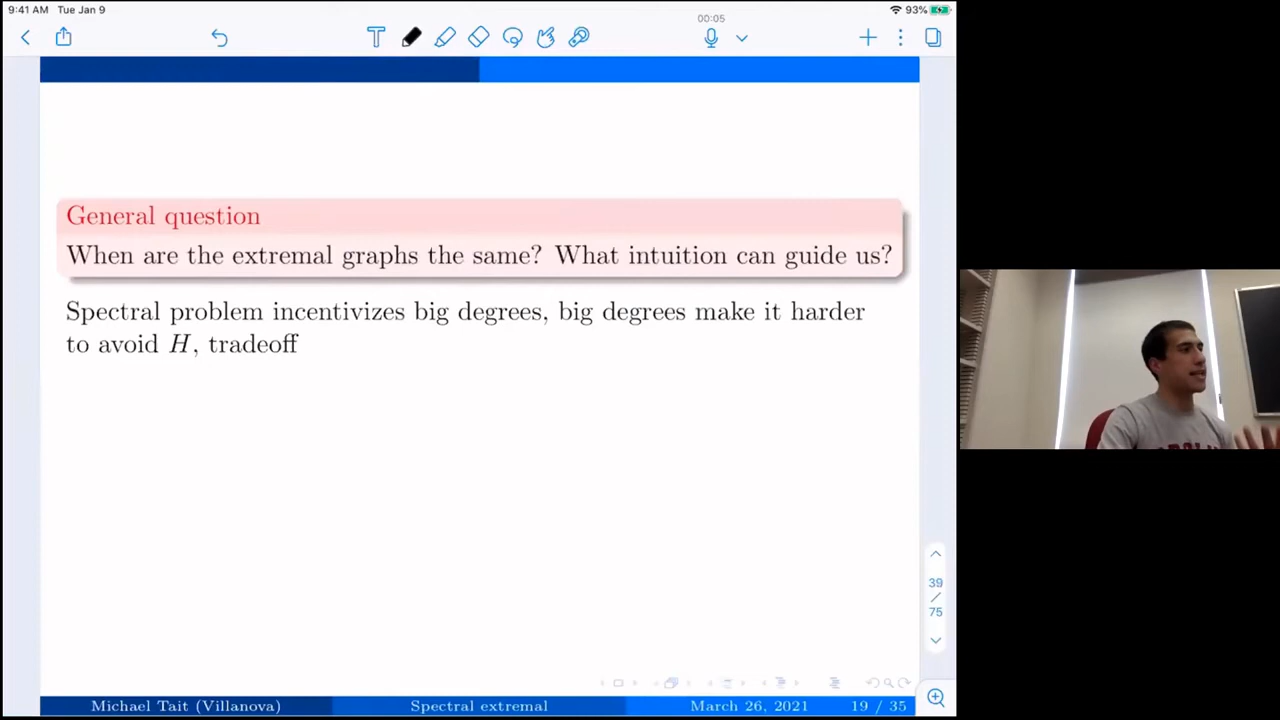 9:41 AM Tue Jan 9
93%
00:05
General question
When are the extremal graphs the same? What intuition can guide us?
Spectral problem incentivizes big degrees, big degrees make it harder
to avoid H, tradeoff
39
/
75
Michael Tait (Villanova) Spectral extremal March 26, 2021 19 / 35